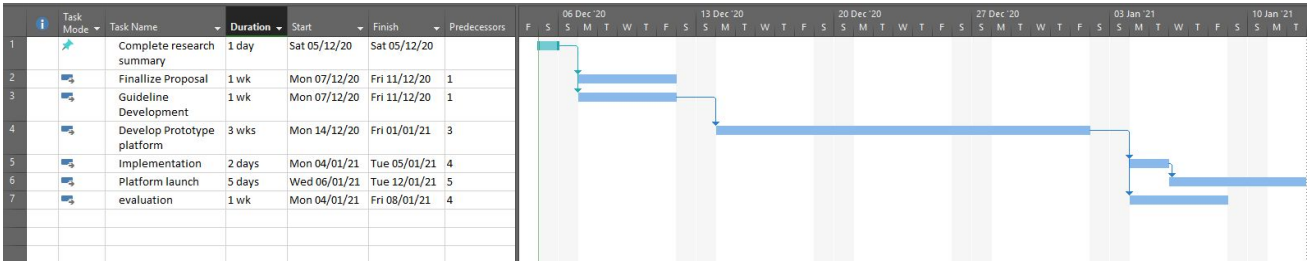 Task Mode Task Name Duration Start Finish Predecessors
1 Complete research summary 1 day Sat 05/12/20 Sat 05/12/20
2 Finallize Proposal 1 wk Mon 07/12/20 Fri 11/12/20 1
3 Guideline Development 1 wk Mon 07/12/20 Fri 11/12/20 1
4 Develop Prototype platform 3 wks Mon 14/12/20 Fri 01/01/21 3
5 Implementation 2 days Mon 04/01/21 Tue 05/01/21 4
6 Platform launch 5 days Wed 06/01/21 Tue 12/01/21 5
7 evaluation 1 wk Mon 04/01/21 Fri 08/01/21 4
06 Dec '20 13 Dec '20 20 Dec '20 27 Dec '20 03 Jan '21 10 Jan '21
F S S M T W T F S S M T W T F S S M T W T F S S M T W T F S S M T W T F S S M T